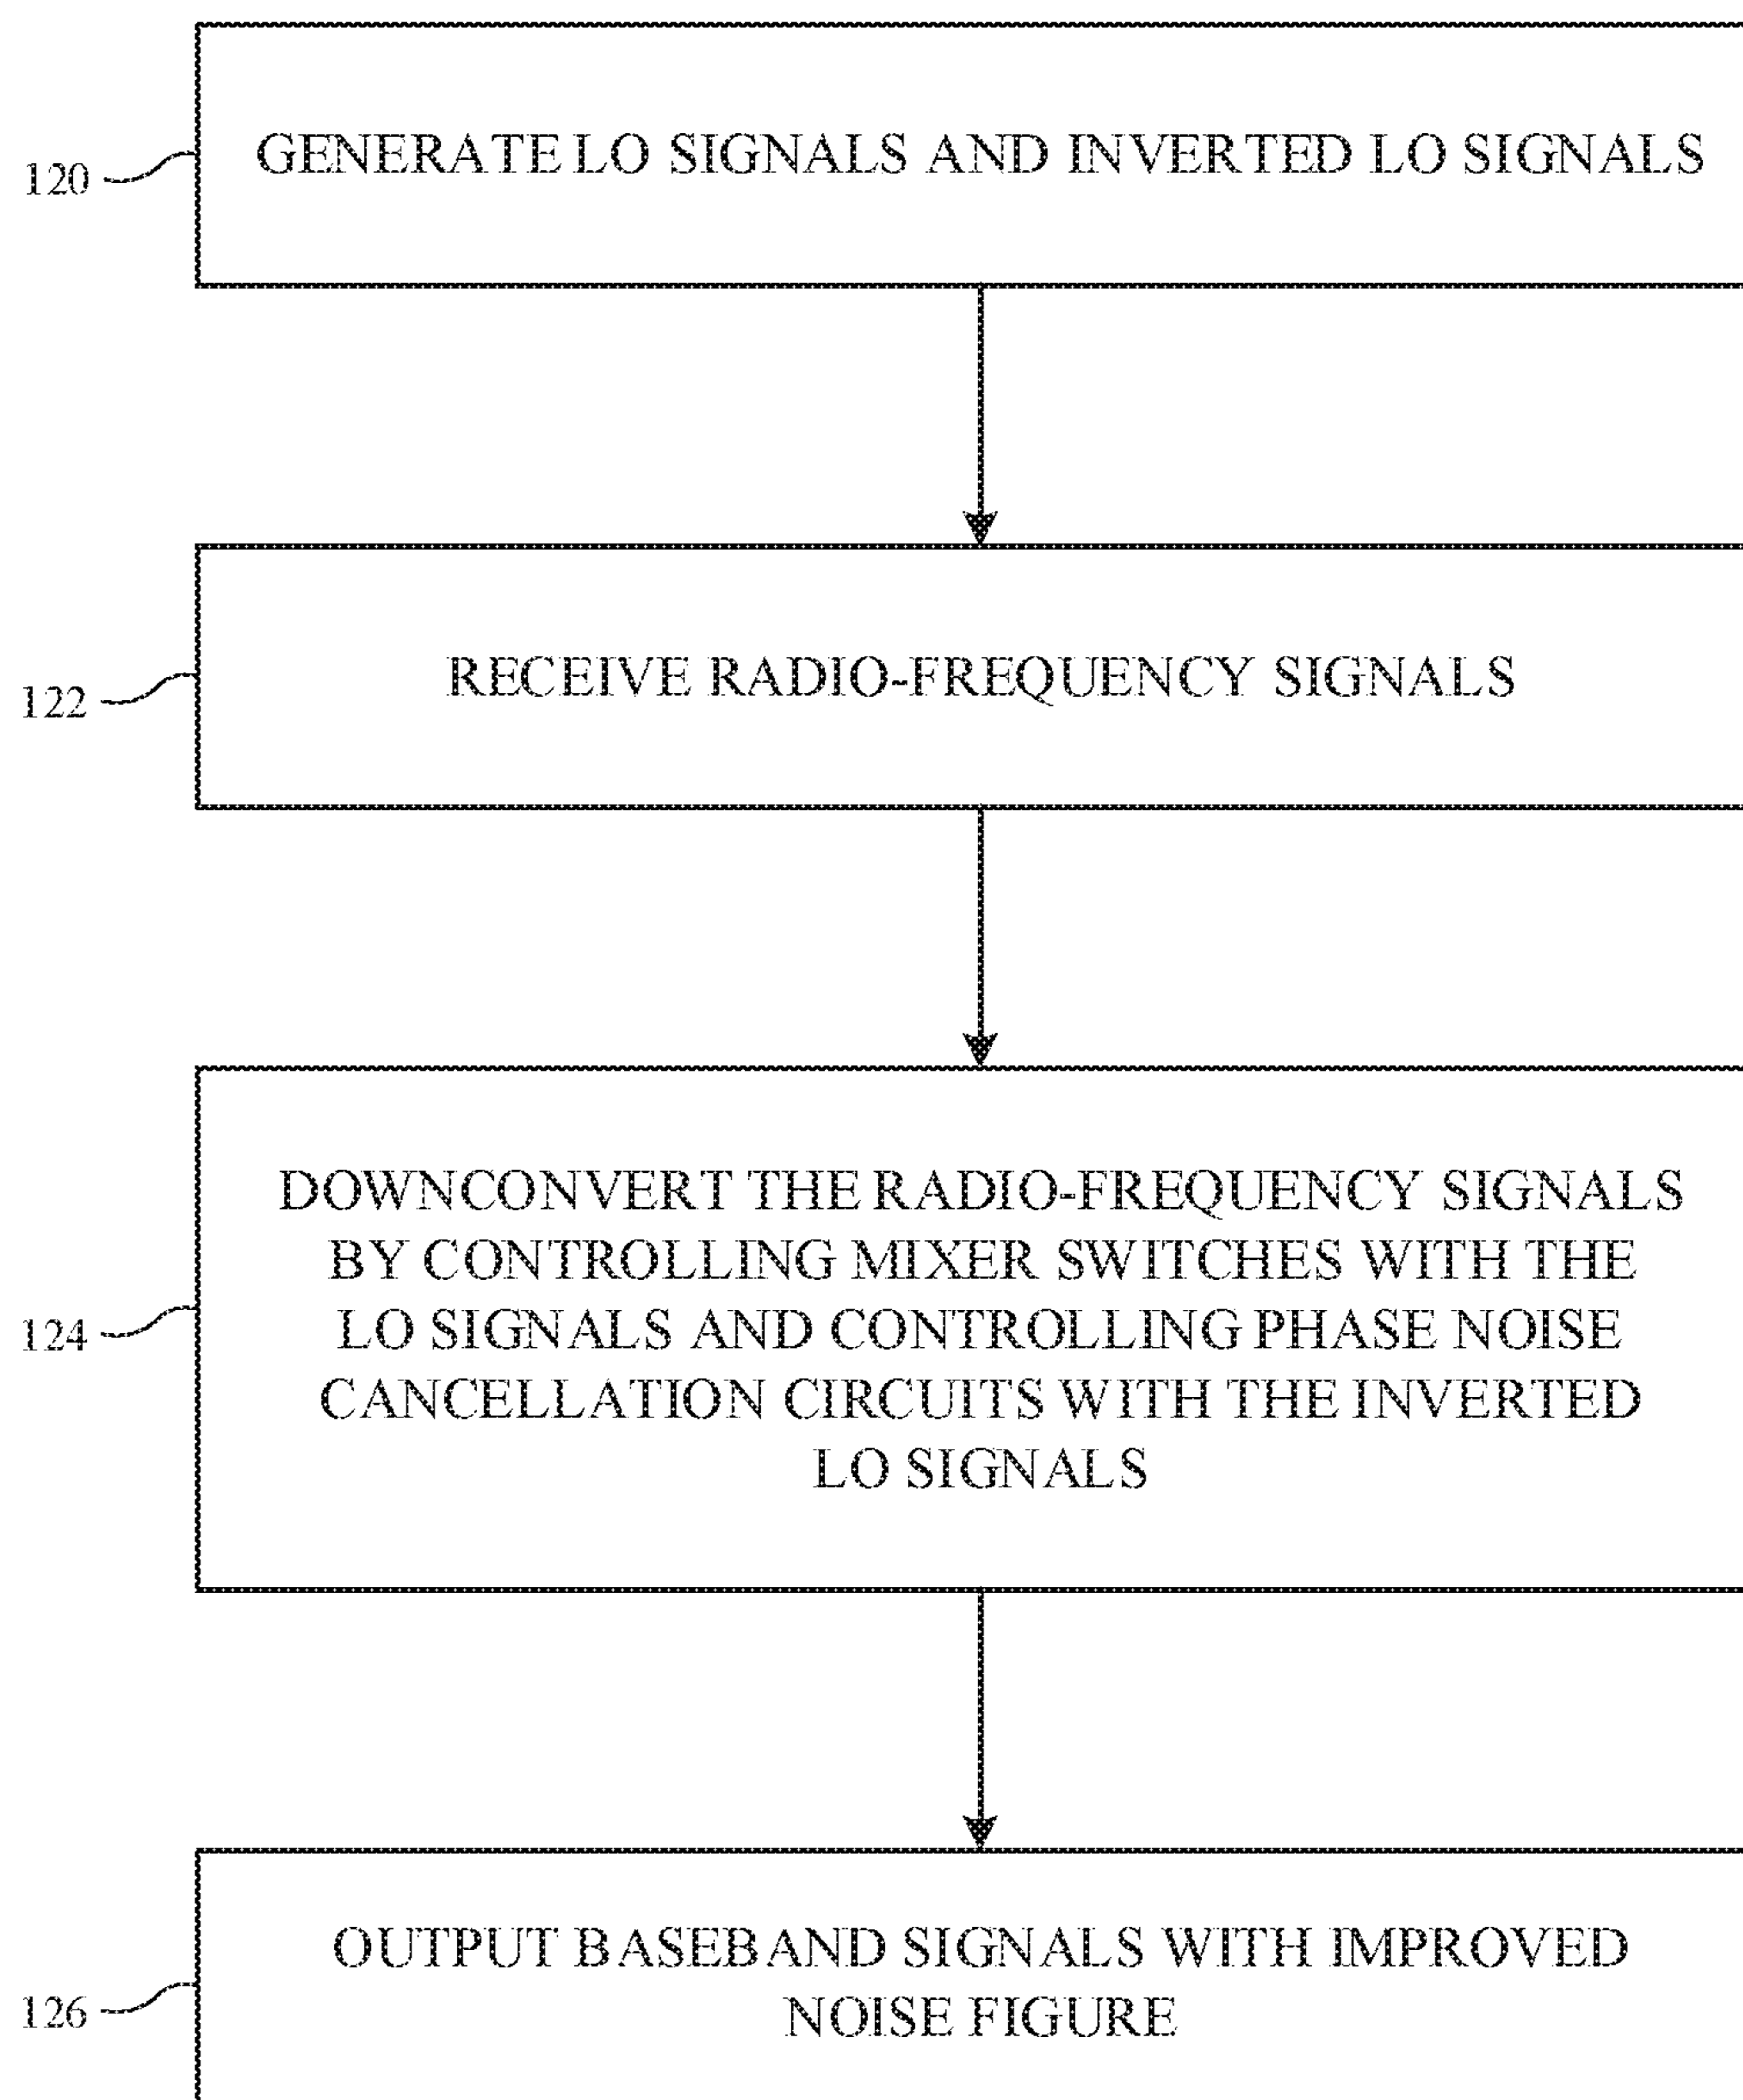 GENERATE LO SIGNALS AND INVERTED LO SIGNALS
120
RECEIVE RADIO-FREQUENCY SIGNALS
122
DOWNCONVERT THE RADIO-FREQUENCY SIGNALS
BY CONTROLLING MIXER SWITCHES WITH THE
LO SIGNALS AND CONTROLLING PHASE NOISE
CANCELLATION CIRCUITS WITH THE INVERTED
LO SIGNALS
124
OUTPUT BASEBAND SIGNALS WITH IMPROVED
NOISE FIGURE
126